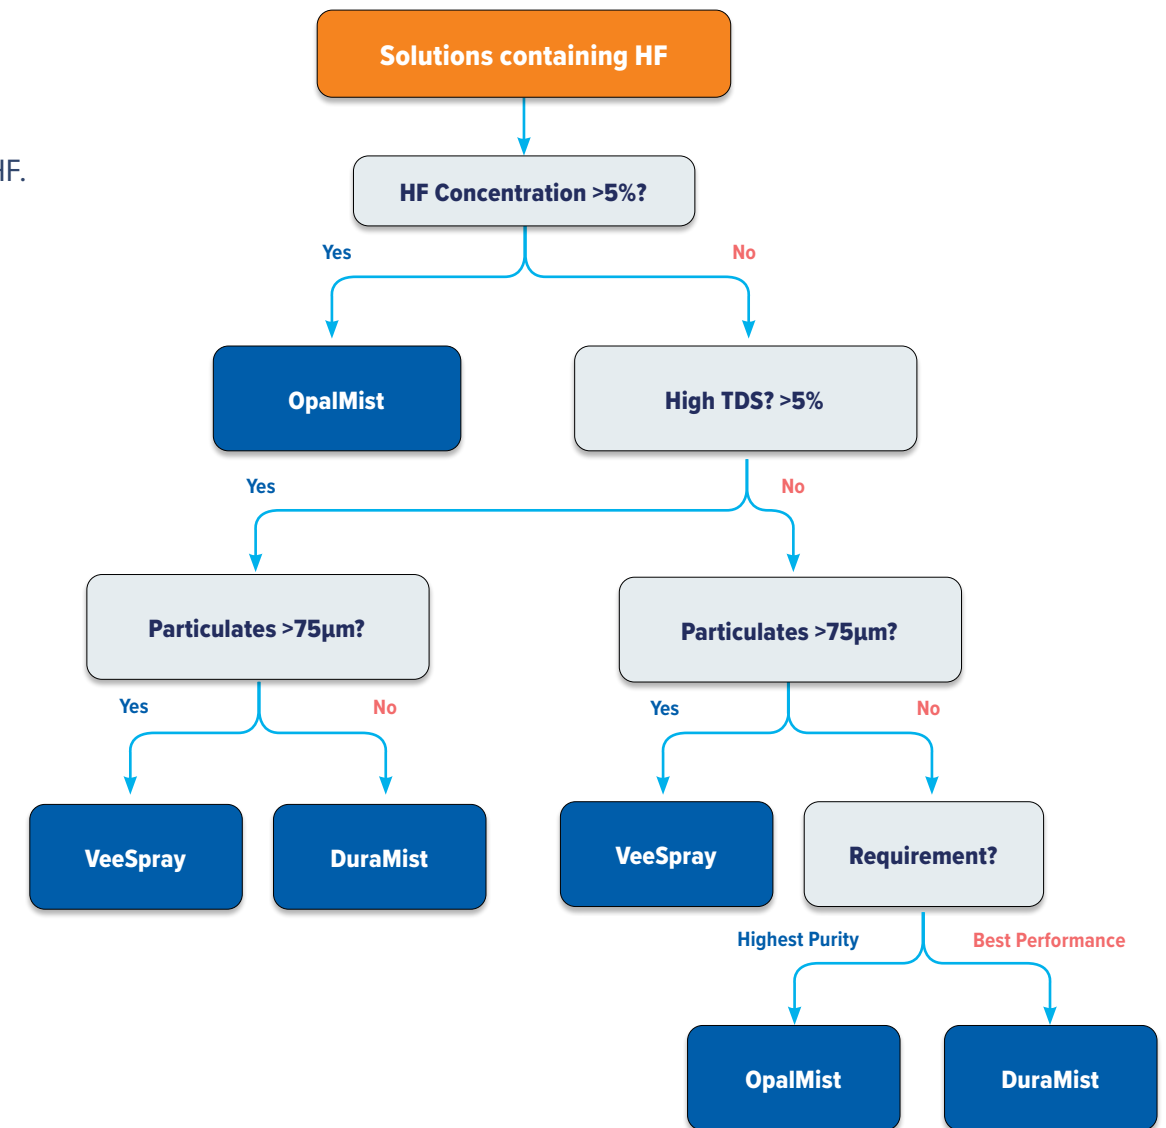 Solutions containing HF
HF.
HF Concentration >5%?
Yes
No
OpalMist
High TDS? >5%
Yes
No
Particulates >75µm?
Particulates >75µm?
Yes
No
Yes
No
VeeSpray
DuraMist
VeeSpray
Requirement?
Highest Purity
Best Performance
OpalMist
DuraMist